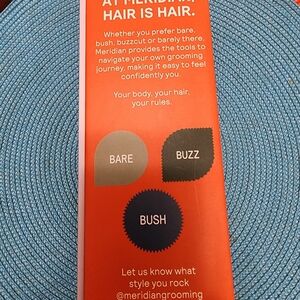 AT MERIDIAN,
HAIR IS HAIR.
Whether you prefer bare,
bush, buzzcut or barely there.
Meridian provides the tools to
navigate your own grooming
journey, making it easy to feel
confidently you.
Your body, your hair,
your rules.
BARE
BUZZ
BUSH
Let us know what
style you rock
@meridiangrooming